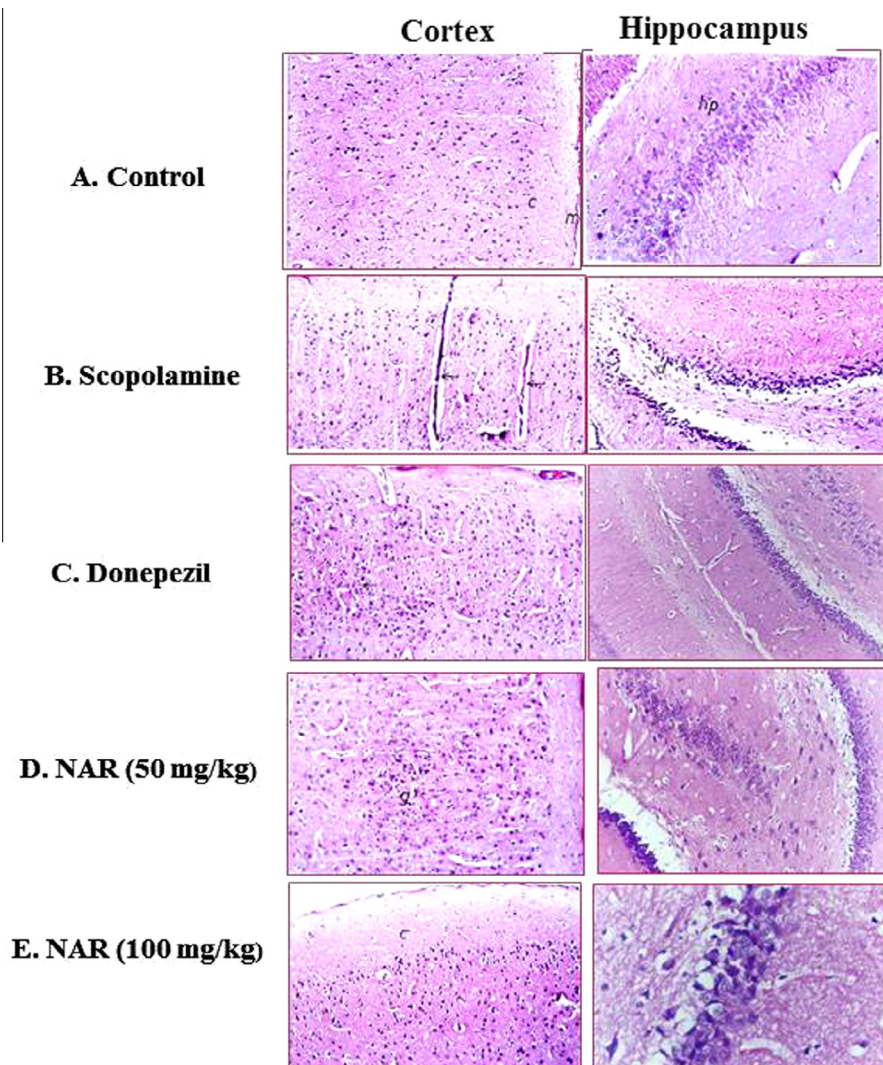 Cortex Hippocampus
A. Control
hp
c
m
B. Scopolamine
d
C. Donepezil
D. NAR (50 mg/kg)
g
E. NAR (100 mg/kg)
c